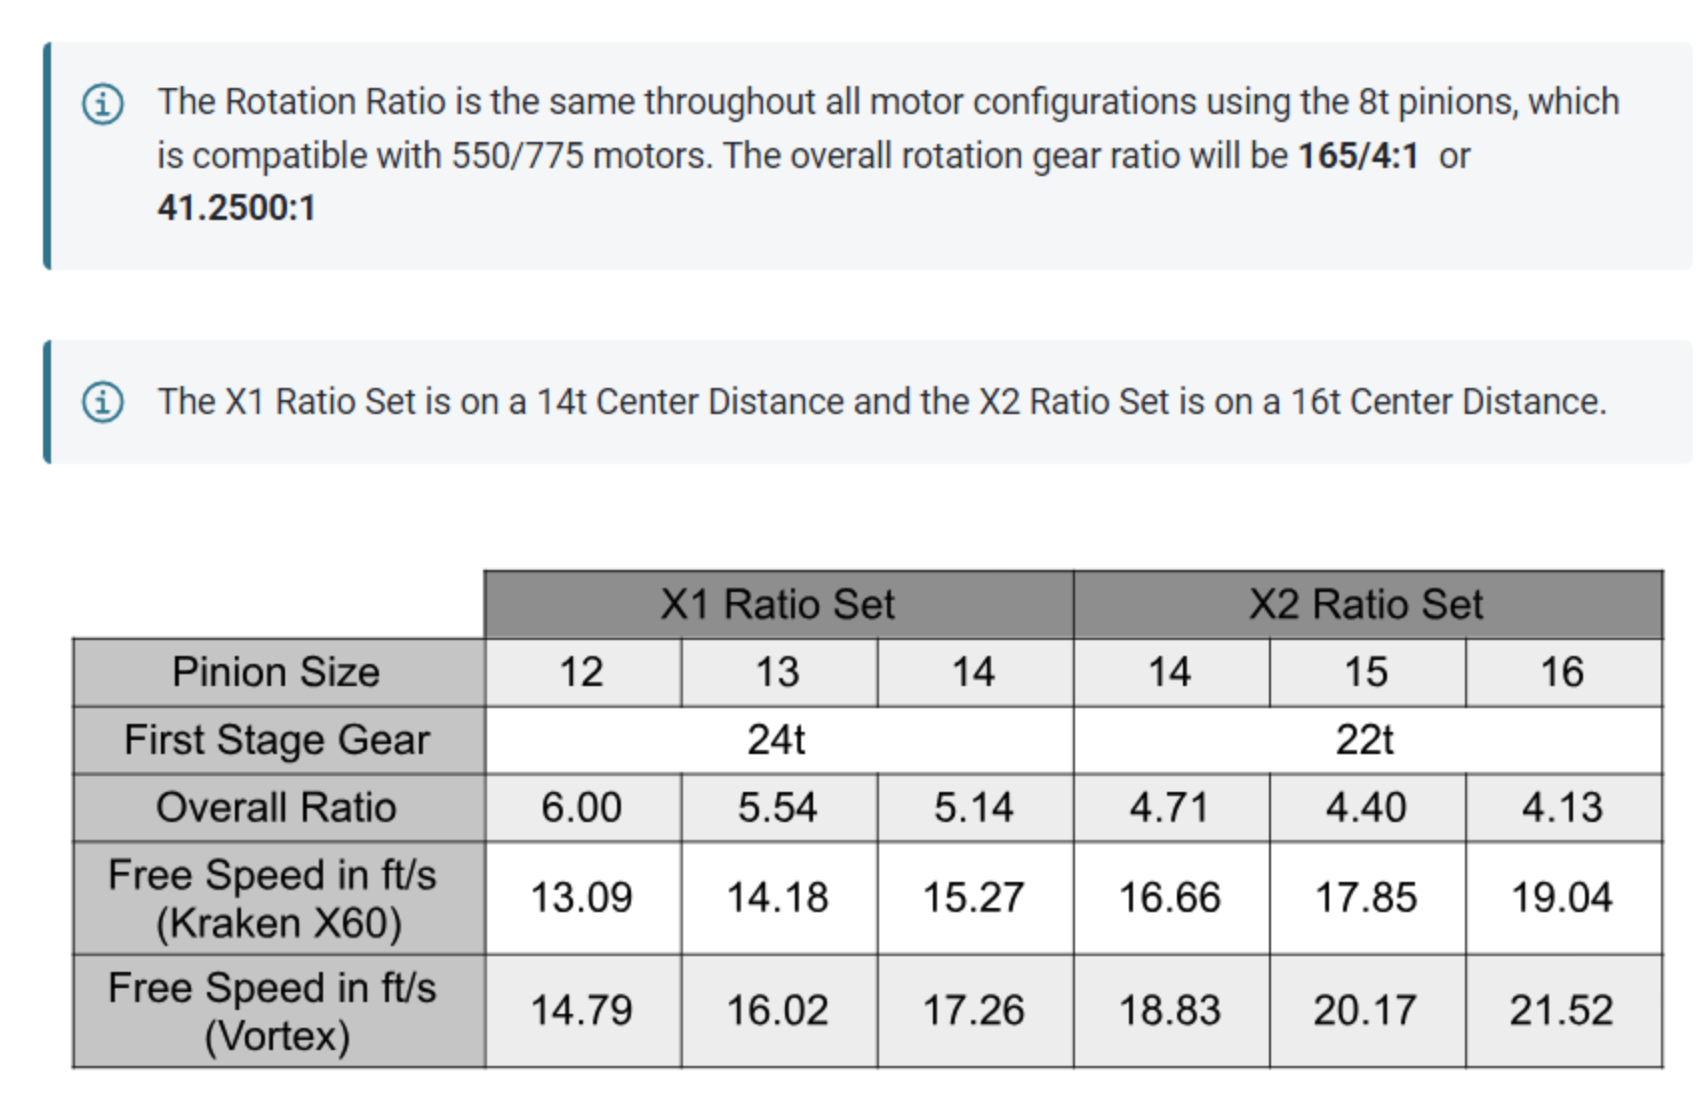 The Rotation Ratio is the same throughout all motor configurations using the 8t pinions, which
is compatible with 550/775 motors. The overall rotation gear ratio will be 165/4:1 or
41.2500:1
The X1 Ratio Set is on a 14t Center Distance and the X2 Ratio Set is on a 16t Center Distance.
X1 Ratio Set X2 Ratio Set
Pinion Size 12 13 14 14 15 16
First Stage Gear 24t 22t
Overall Ratio 6.00 5.54 5.14 4.71 4.40 4.13
Free Speed in ft/s
(Kraken X60) 13.09 14.18 15.27 16.66 17.85 19.04
Free Speed in ft/s
(Vortex) 14.79 16.02 17.26 18.83 20.17 21.52